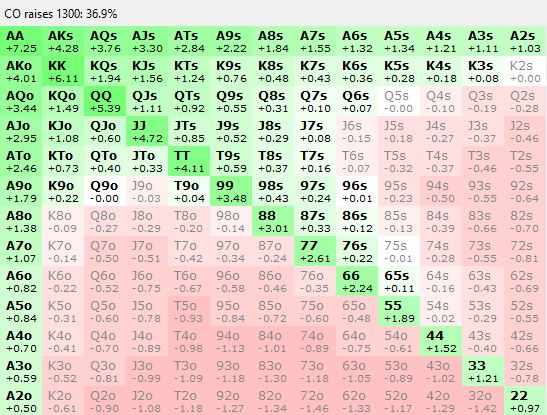 CO raises 1300: 36.9%
AA AKs AQs AJs ATs A9s A8s A7s A6s A5s A4s A3s A2s
+7.25 +4.28 +3.76 +3.30 +2.84 +2.22 +1.84 +1.55 +1.32 +1.34 +1.21 +1.11 +1.03
AKo KK KQs KJs KTs K9s K8s K7s K6s K5s K4s K3s K2s
+4.01 +6.11 +1.94 +1.56 +1.24 +0.76 +0.48 +0.43 +0.36 +0.28 +0.18 +0.08 +0.00
AQo KQo QQ QJs QTs Q9s Q8s Q7s Q6s Q5s Q4s Q3s Q2s
+3.44 +1.49 +5.39 +1.11 +0.92 +0.55 +0.31 +0.10 +0.07 -0.00 -0.10 -0.19 -0.28
AJo KJo QJo JJ JTs J9s J8s J7s J6s J5s J4s J3s J2s
+2.95 +1.08 +0.60 +4.72 +0.85 +0.52 +0.29 +0.08 -0.15 -0.18 -0.27 -0.37 -0.46
ATo KTo QTo JTo TT T9s T8s T7s T6s T5s T4s T3s T2s
+2.46 +0.73 +0.40 +0.33 +4.11 +0.59 +0.37 +0.16 -0.07 -0.32 -0.37 -0.46 -0.55
A9o K9o Q9o J9o T9o 99 98s 97s 96s 95s 94s 93s 92s
+1.79 +0.22 -0.00 -0.03 +0.04 +3.48 +0.43 +0.24 +0.01 -0.23 -0.50 -0.55 -0.64
A8o K8o Q8o J8o T8o 98o 88 87s 86s 85s 84s 83s 82s
+1.38 -0.09 -0.27 -0.29 -0.20 -0.14 +3.01 +0.33 +0.12 -0.13 -0.39 -0.66 -0.70
A7o K7o Q7o J7o T7o 97o 87o 77 76s 75s 74s 73s 72s
+1.07 -0.14 -0.50 -0.51 -0.42 -0.34 -0.24 +2.61 +0.22 -0.01 -0.28 -0.55 -0.81
A6o K6o Q6o J6o T6o 96o 86o 76o 66 65s 64s 63s 62s
+0.82 -0.22 -0.52 -0.75 -0.67 -0.58 -0.46 -0.35 +2.24 +0.11 -0.16 -0.43 -0.69
A5o K5o Q5o J5o T5o 95o 85o 75o 65o 55 54s 53s 52s
+0.84 -0.31 -0.60 -0.78 -0.93 -0.84 -0.72 -0.60 -0.48 +1.89 -0.02 -0.29 -0.55
A4o K4o Q4o J4o T4o 94o 84o 74o 64o 54o 44 43s 42s
+0.70 -0.41 -0.70 -0.89 -0.98 -1.13 -1.01 -0.89 -0.75 -0.61 +1.52 -0.40 -0.66
A3o K3o Q3o J3o T3o 93o 83o 73o 63o 53o 43o 33 32s
+0.59 -0.52 -0.81 -0.99 -1.09 -1.18 -1.30 -1.18 -1.05 -0.89 -1.02 +1.21 -0.78
A2o K2o Q2o J2o T2o 92o 82o 72o 62o 52o 42o 32o 22
+0.50 -0.61 -0.90 -1.08 -1.18 -1.27 -1.34 -1.46 -1.33 -1.17 -1.29 -1.42 +0.97